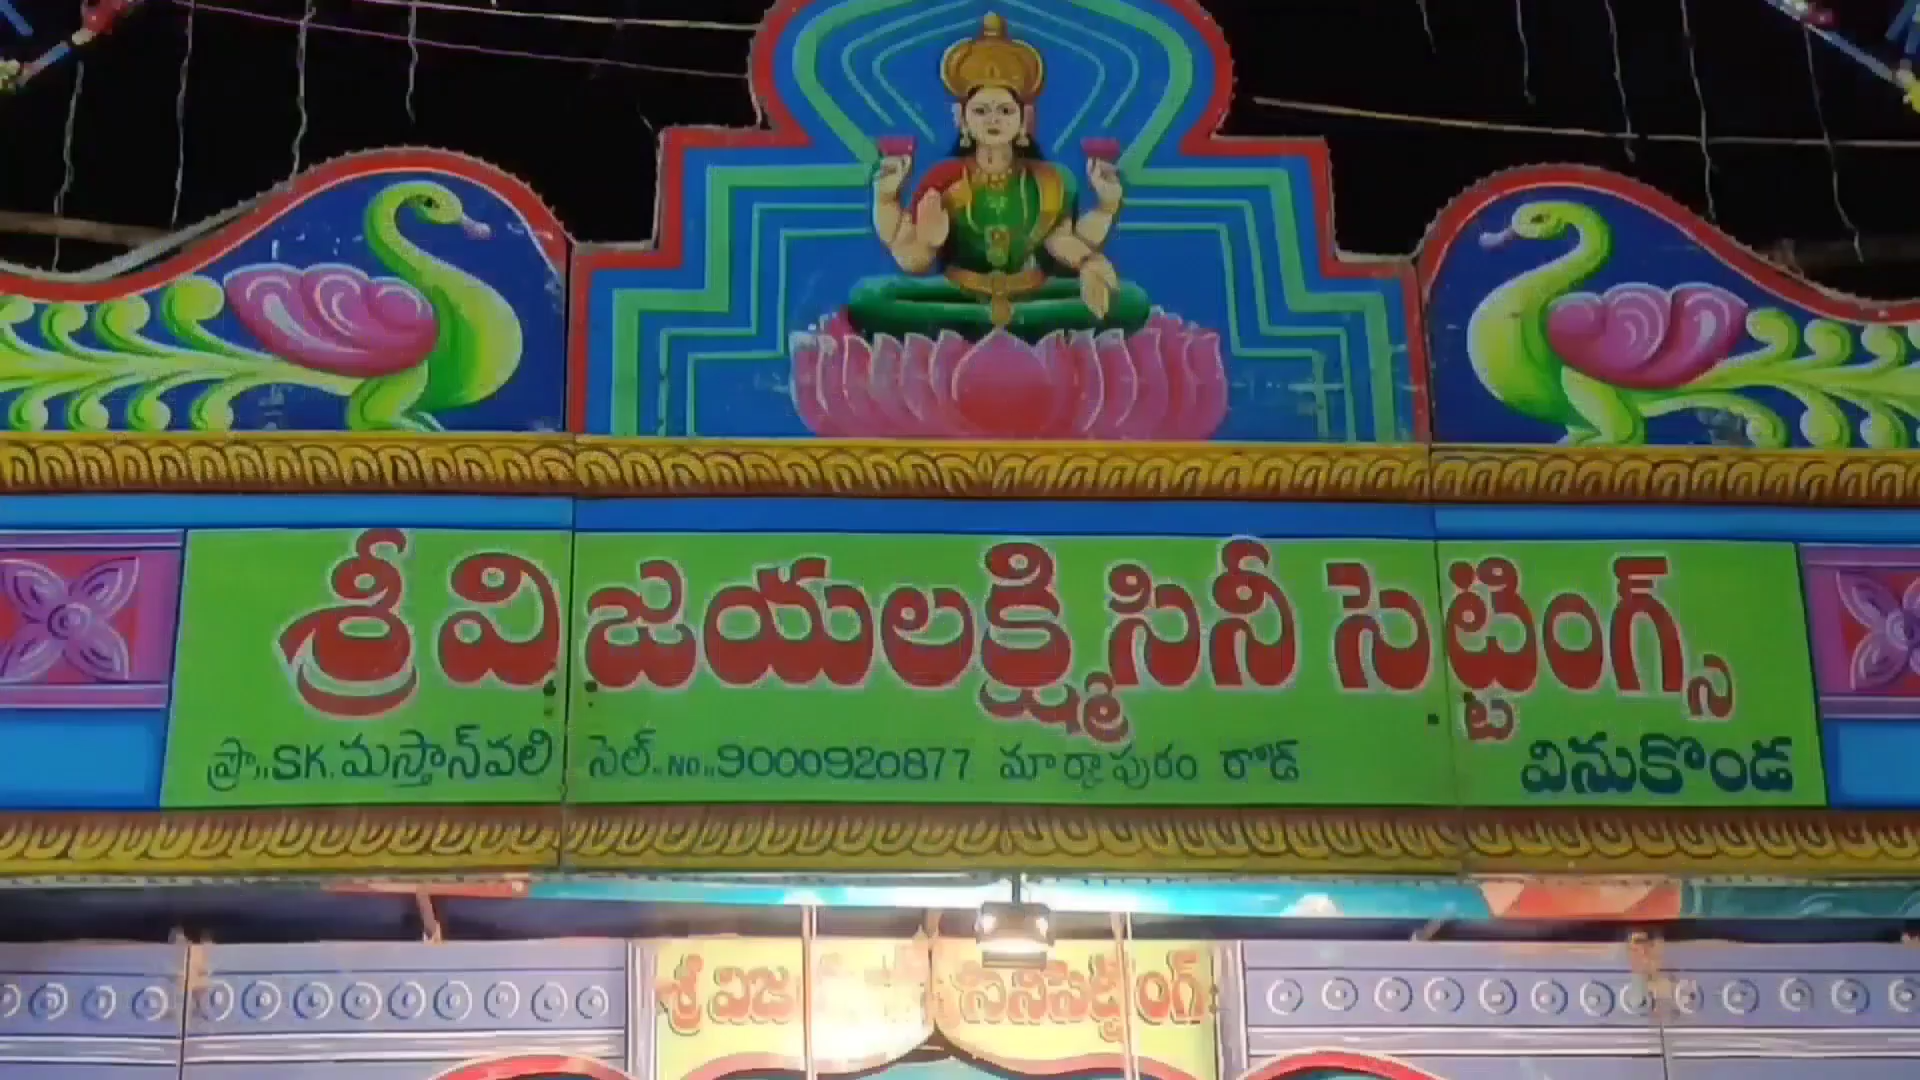 శ్రీ విజయలక్ష్మి సినీ సెట్టింగ్స్
ప్రొ,, SK. మస్తాన్‌వలి సెల్.. No.. 9000920877 మార్కాపురం రోడ్ వినుకొండ
శ్రీ విజ సినిసెట్టింగ్స్